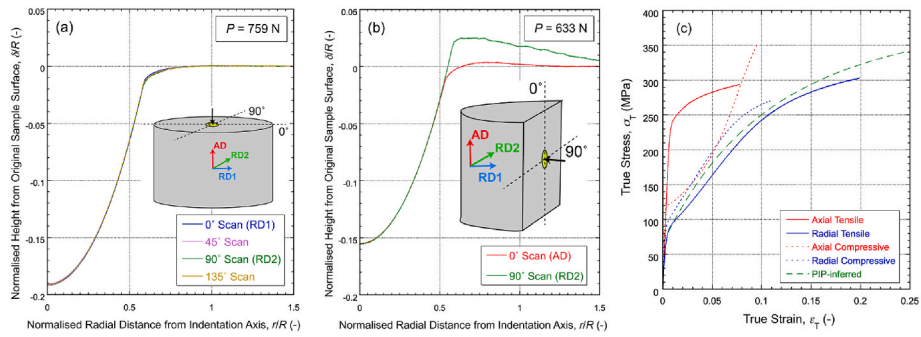 (a)
P = 759 N
Normalised Height from Original Sample Surface, δ/R (-)
0.05
0
-0.05
-0.1
-0.15
-0.2
90˚
0˚
AD
RD2
RD1
0˚ Scan (RD1)
45˚ Scan
90˚ Scan (RD2)
135˚ Scan
0
0.5
1
1.5
Normalised Radial Distance from Indentation Axis, r/R (-)
(b)
P = 633 N
Normalised Height from Original Sample Surface, δ/R (-)
0.05
0
-0.05
-0.1
-0.15
-0.2
0˚
90˚
AD
RD2
RD1
0˚ Scan (AD)
90˚ Scan (RD2)
0
0.5
1
1.5
Normalised Radial Distance from Indentation Axis, r/R (-)
(c)
True Stress, σT (MPa)
400
350
300
250
200
150
100
50
0
Axial Tensile
Radial Tensile
Axial Compressive
Radial Compressive
PIP-inferred
0.00
0.05
0.1
0.15
0.20
0.25
True Strain, εT (-)